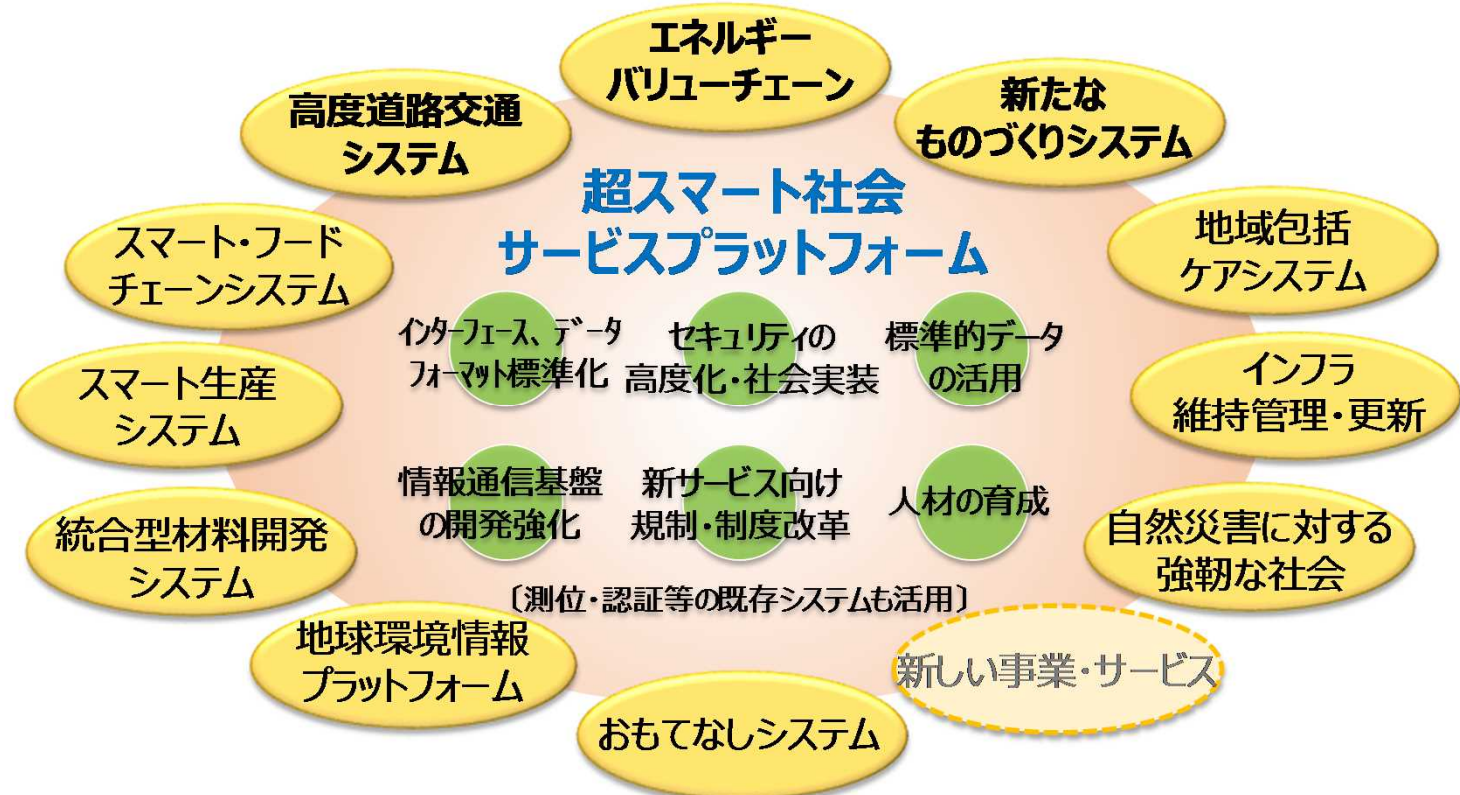 エネルギー
バリューチェーン
高度道路交通
システム
新たな
ものづくりシステム
超スマート社会
サービスプラットフォーム
スマート・フード
チェーンシステム
地域包括
ケアシステム
インターフェース、データ
フォーマット標準化
セキュリティの
高度化・社会実装
標準的データ
の活用
スマート生産
システム
インフラ
維持管理・更新
情報通信基盤
の開発強化
新サービス向け
規制・制度改革
人材の育成
統合型材料開発
システム
自然災害に対する
強靭な社会
〔測位・認証等の既存システムも活用〕
地球環境情報
プラットフォーム
新しい事業・サービス
おもてなしシステム